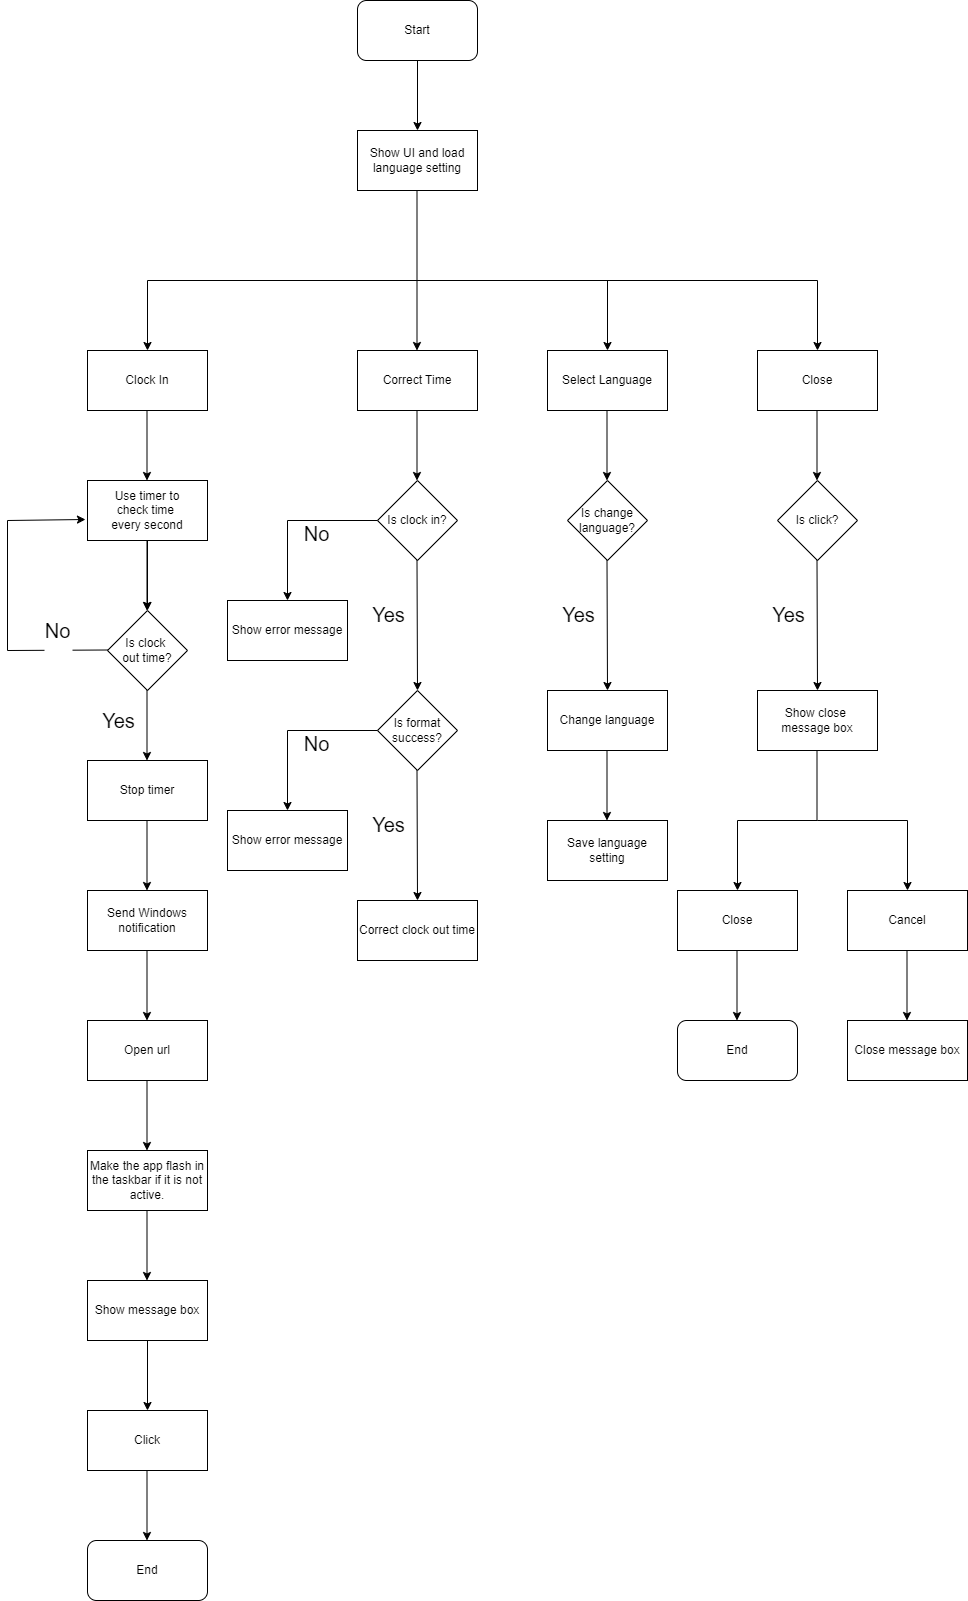 Start
Show UI and load
language setting
Clock In
Correct Time
Select Language
Close
Use timer to
check time
every second
Is clock in?
Is change
language?
Is click?
No
Show error message
Yes
Yes
Yes
No
Is clock
out time?
Yes
Is format
success?
Change language
Show close
message box
No
Stop timer
Show error message
Yes
Save language
setting
Send Windows
notification
Correct clock out time
Close
Cancel
Open url
End
Close message box
Make the app flash in
the taskbar if it is not
active.
Show message box
Click
End